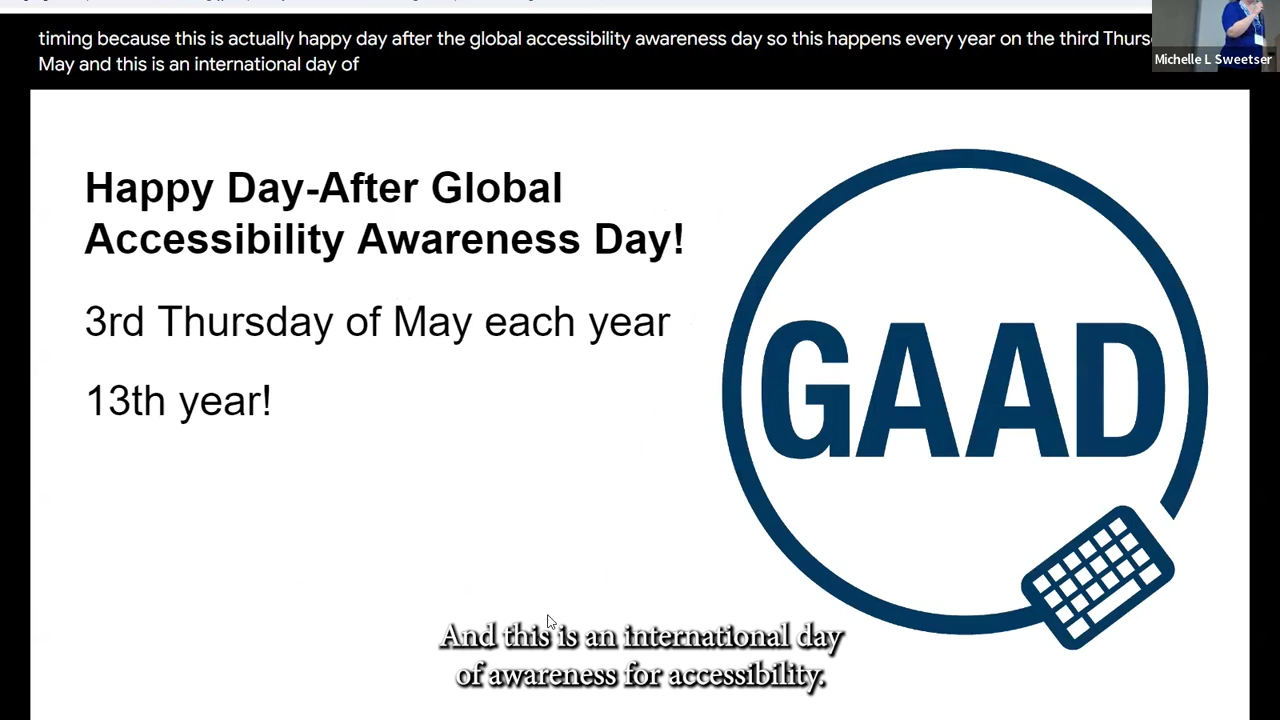 timing because this is actually happy day after the global accessibility awareness day so this happens every year on the third
May and this is an international day of
Michelle L Sweetser
Happy Day-After Global
Accessibility Awareness Day!
3rd Thursday of May each year
13th year!
GAAD
And this is an international day
of awareness for accessibility.